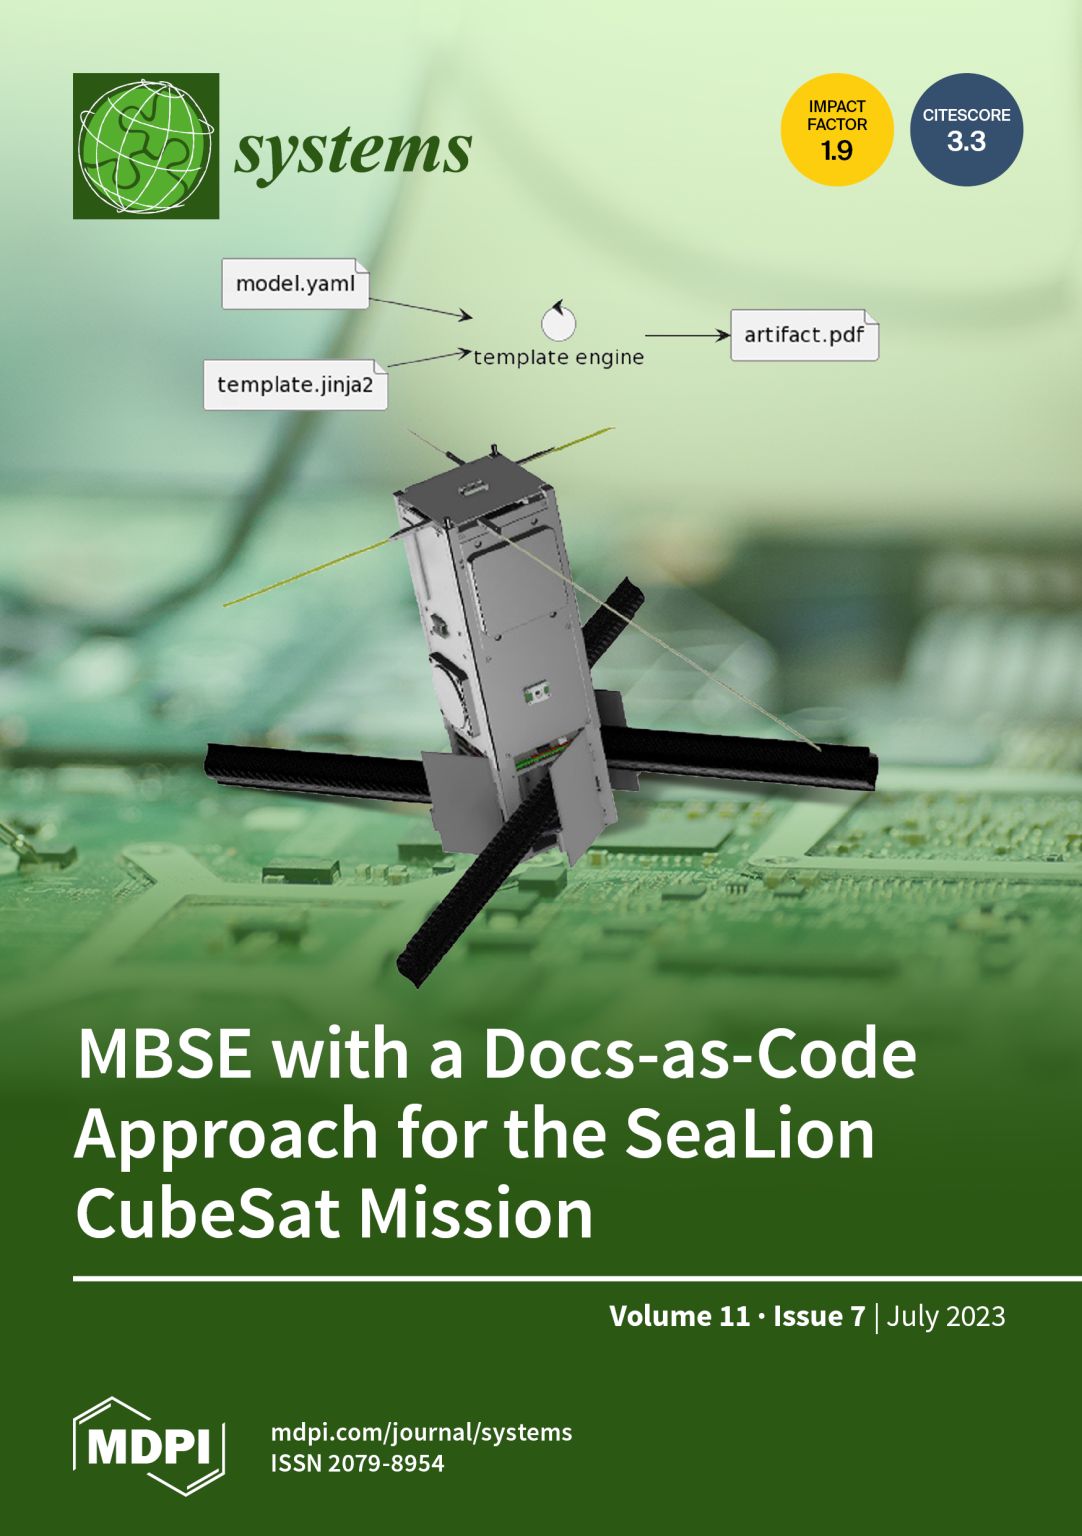 systems
IMPACT
FACTOR
1.9
CITESCORE
3.3
model.yaml
template.jinja2
template engine
artifact.pdf
MBSE with a Docs-as-Code
Approach for the SeaLion
CubeSat Mission
Volume 11 · Issue 7 | July 2023
MDPI
mdpi.com/journal/systems
ISSN 2079-8954